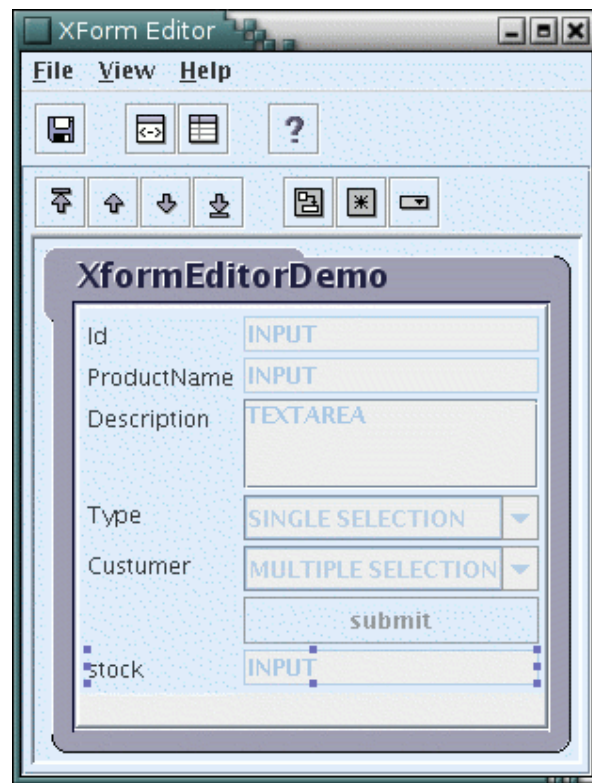 XForm Editor
File View Help
?
XformEditorDemo
Id INPUT
ProductName INPUT
Description TEXTAREA
Type SINGLE SELECTION
Custumer MULTIPLE SELECTION
submit
stock INPUT